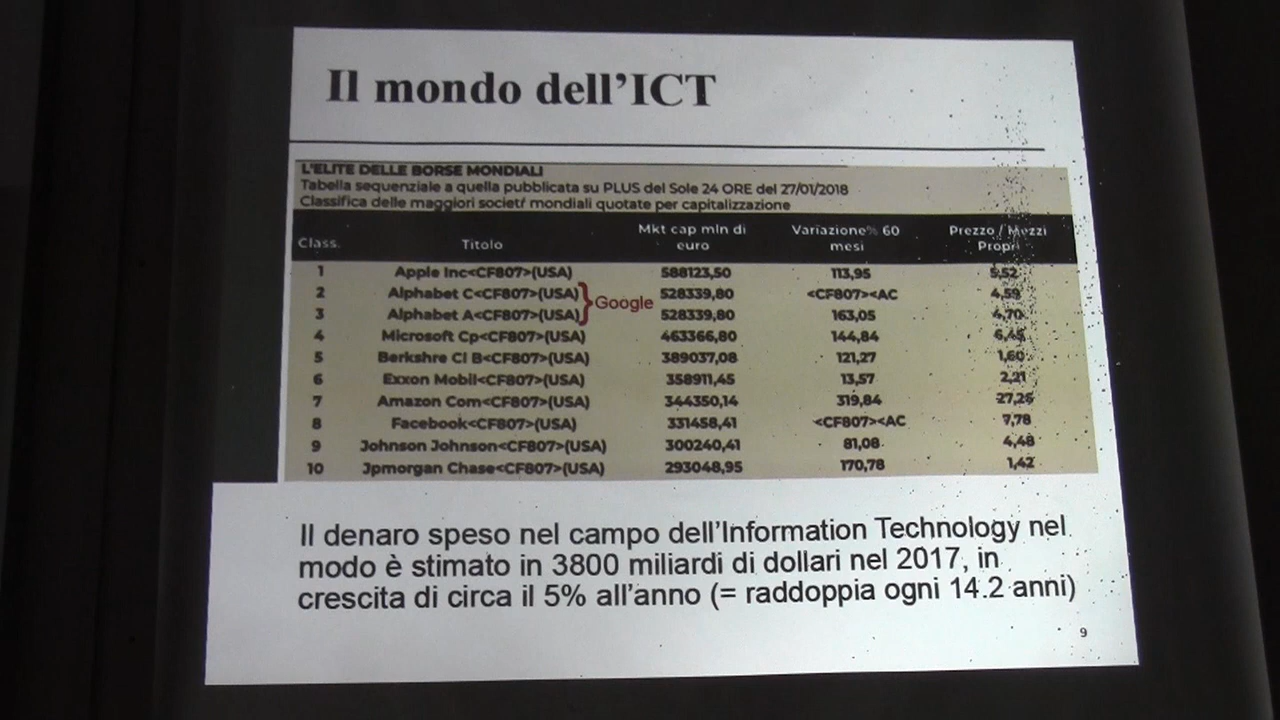 Il mondo dell'ICT
L'ELITE DELLE BORSE MONDIALI
Tabella sequenziale a quella pubblicata su PLUS del Sole 24 ORE del 27/01/2018
Classifica delle maggiori societf mondiali quotate per capitalizzazione
Class. Titolo Mkt cap mln di euro Variazione% 60 mesi Prezzo / Mezzi Propri
1 Apple Inc<CF807>(USA) 588123,50 113,95 5,52
2 Alphabet C<CF807>(USA) 528339,80 <CF807><AC 4,59
Google
3 Alphabet A<CF807>(USA) 528339,80 163,05 4,70
4 Microsoft Cp<CF807>(USA) 463366,80 144,84 6,45
5 Berkshre Cl B<CF807>(USA) 389037,08 121,27 1,60
6 Exxon Mobil<CF807>(USA) 358911,45 13,57 2,21
7 Amazon Com<CF807>(USA) 344350,14 319,84 27,25
8 Facebook<CF807>(USA) 331458,41 <CF807><AC 7,78
9 Johnson Johnson<CF807>(USA) 300240,41 81,08 4,48
10 Jpmorgan Chase<CF807>(USA) 293048,95 170,78 1,42
Il denaro speso nel campo dell'Information Technology nel
modo è stimato in 3800 miliardi di dollari nel 2017, in
crescita di circa il 5% all'anno (= raddoppia ogni 14.2 anni)
9